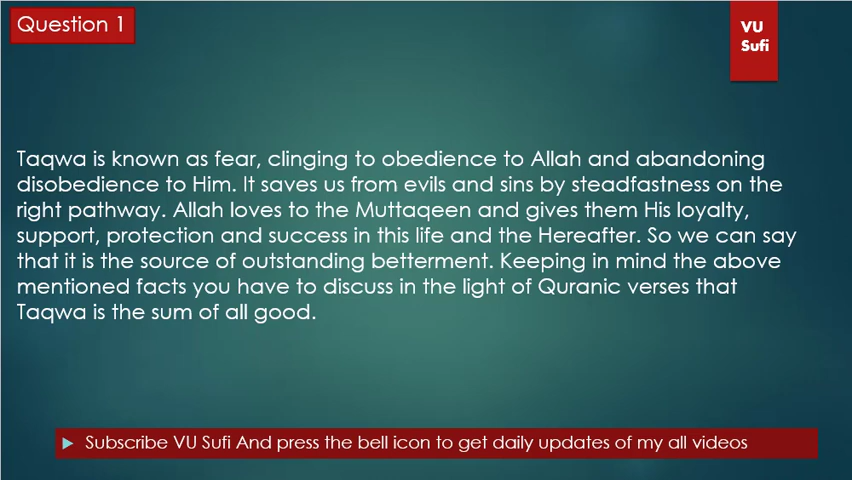 Question 1
VU
Sufi
Taqwa is known as fear, clinging to obedience to Allah and abandoning
disobedience to Him. It saves us from evils and sins by steadfastness on the
right pathway. Allah loves to the Muttaqeen and gives them His loyalty,
support, protection and success in this life and the Hereafter. So we can say
that it is the source of outstanding betterment. Keeping in mind the above
mentioned facts you have to discuss in the light of Quranic verses that
Taqwa is the sum of all good.
Subscribe VU Sufi And press the bell icon to get daily updates of my all videos